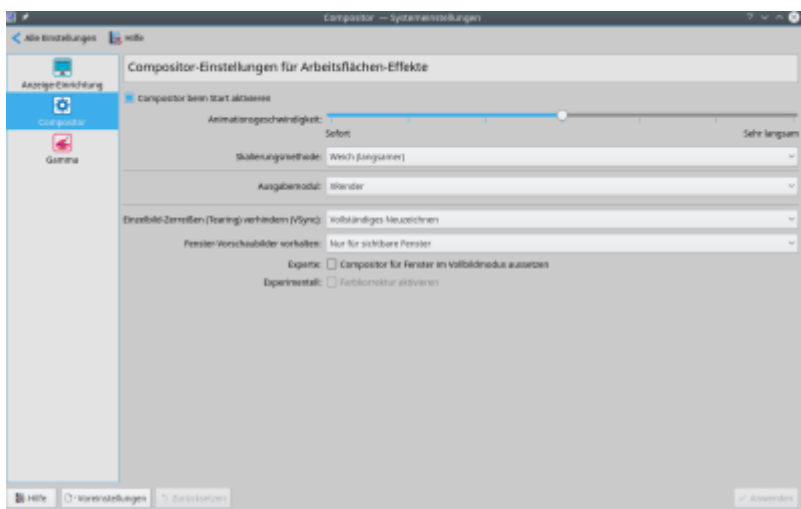 Compositor — Systemeinstellungen
Alle Einstellungen Hilfe
Compositor-Einstellungen für Arbeitsflächen-Effekte
Anzeige-Einrichtung
Compositor
Gamma
Compositor beim Start aktivieren
Animationsgeschwindigkeit:
Sofort Sehr langsam
Skalierungsmethode: Weich (langsamer)
Ausgabemodul: XRender
Einzelbild-Zerreißen (Tearing) verhindern (VSync): Vollständiges Neuzeichnen
Fenster-Vorschaubilder vorhalten: Nur für sichtbare Fenster
Experte: Compositor für Fenster im Vollbildmodus aussetzen
Experimentell: Farbkorrektur aktivieren
Hilfe Voreinstellungen Zurücksetzen Anwenden